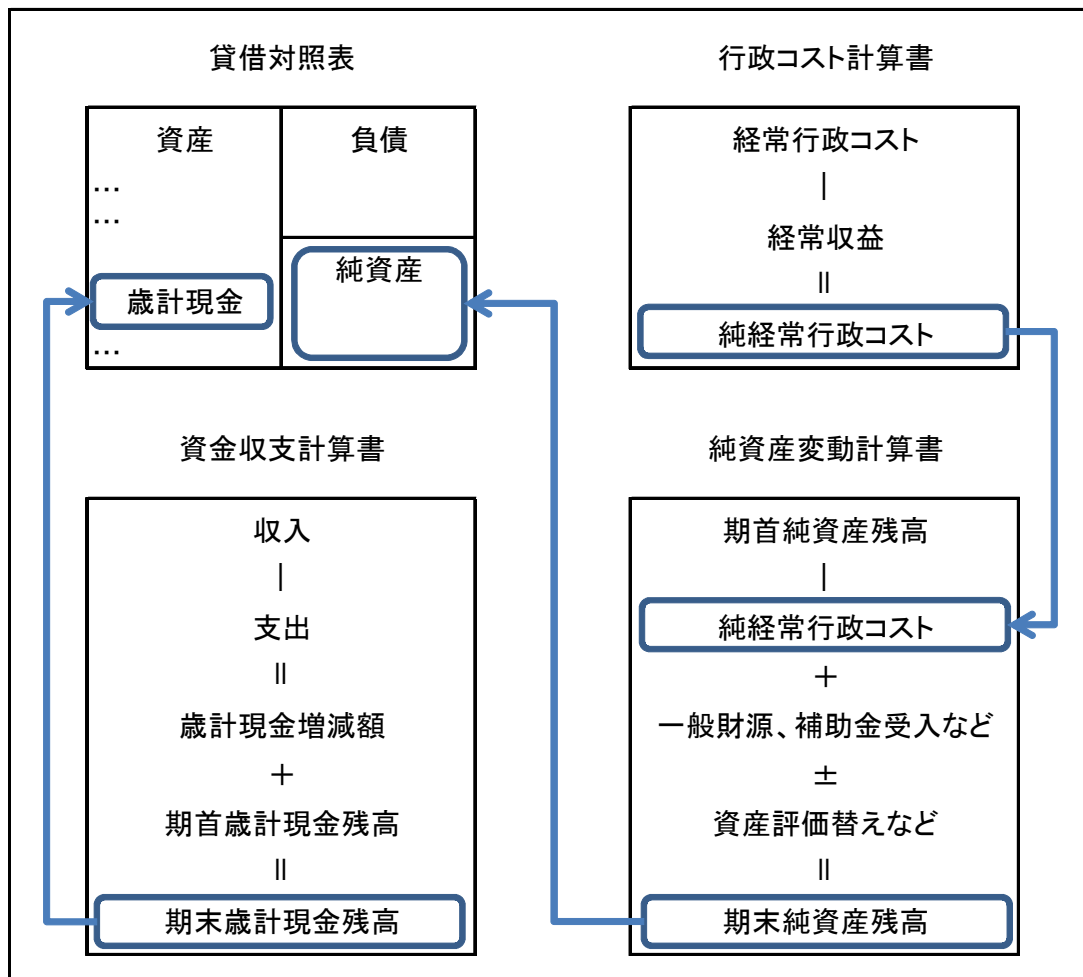 貸借対照表
資産
負債
…
…
純資産
歳計現金
…
行政コスト計算書
経常行政コスト
|
経常収益
||
純経常行政コスト
資金収支計算書
収入
|
支出
||
歳計現金増減額
+
期首歳計現金残高
||
期末歳計現金残高
純資産変動計算書
期首純資産残高
|
純経常行政コスト
+
一般財源、補助金受入など
±
資産評価替えなど
||
期末純資産残高